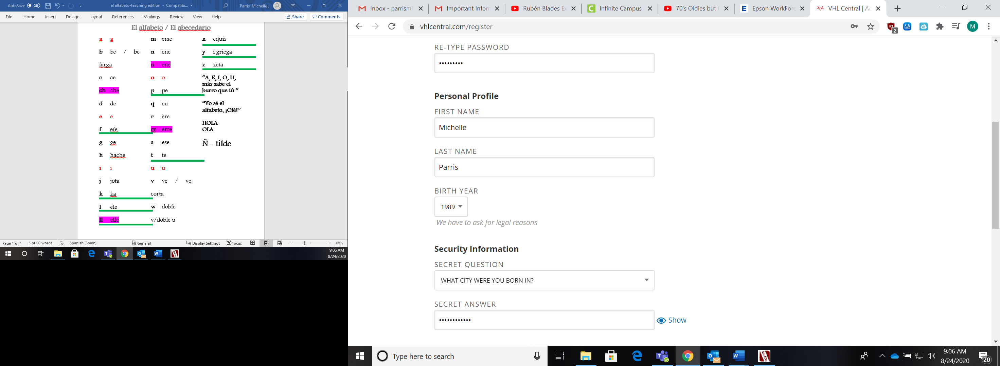 AutoSave Off el alfabeto-teaching edition - Compatibi... Parris, Michelle J
File Home Insert Design Layout References Mailings Review View Help Share Comments
El alfabeto / El abecedario
a a
b be / be
larga
c ce
ch che
d de
e e
f efe
g ge
h hache
i i
j jota
k ka
l ele
ll elle
m eme
n ene
ñ eñe
o o
p pe
q cu
r ere
rr erre
s ese
t te
u u
v ve / ve
corta
w doble
v/doble u
x equis
y i griega
z zeta
“A, E, I, O, U,
más sabe el
burro que tú.”
“Yo sé el
alfabeto, ¡Olé!”
HOLA
OLA
Ñ ~ tilde
Page 1 of 1 5 of 90 words Spanish (Spain) General Display Settings Focus 68%
9:06 AM
8/24/2020
Inbox - parrismi Important Inform Rubén Blades Ex Infinite Campus 70's Oldies but Epson WorkForc VHL Central | Ac
vhlcentral.com/register
2
M
RE-TYPE PASSWORD
•••••••••
Personal Profile
FIRST NAME
Michelle
LAST NAME
Parris
BIRTH YEAR
1989
We have to ask for legal reasons
Security Information
SECRET QUESTION
WHAT CITY WERE YOU BORN IN?
SECRET ANSWER
••••••••••••
Show
Type here to search
9:06 AM
8/24/2020
20